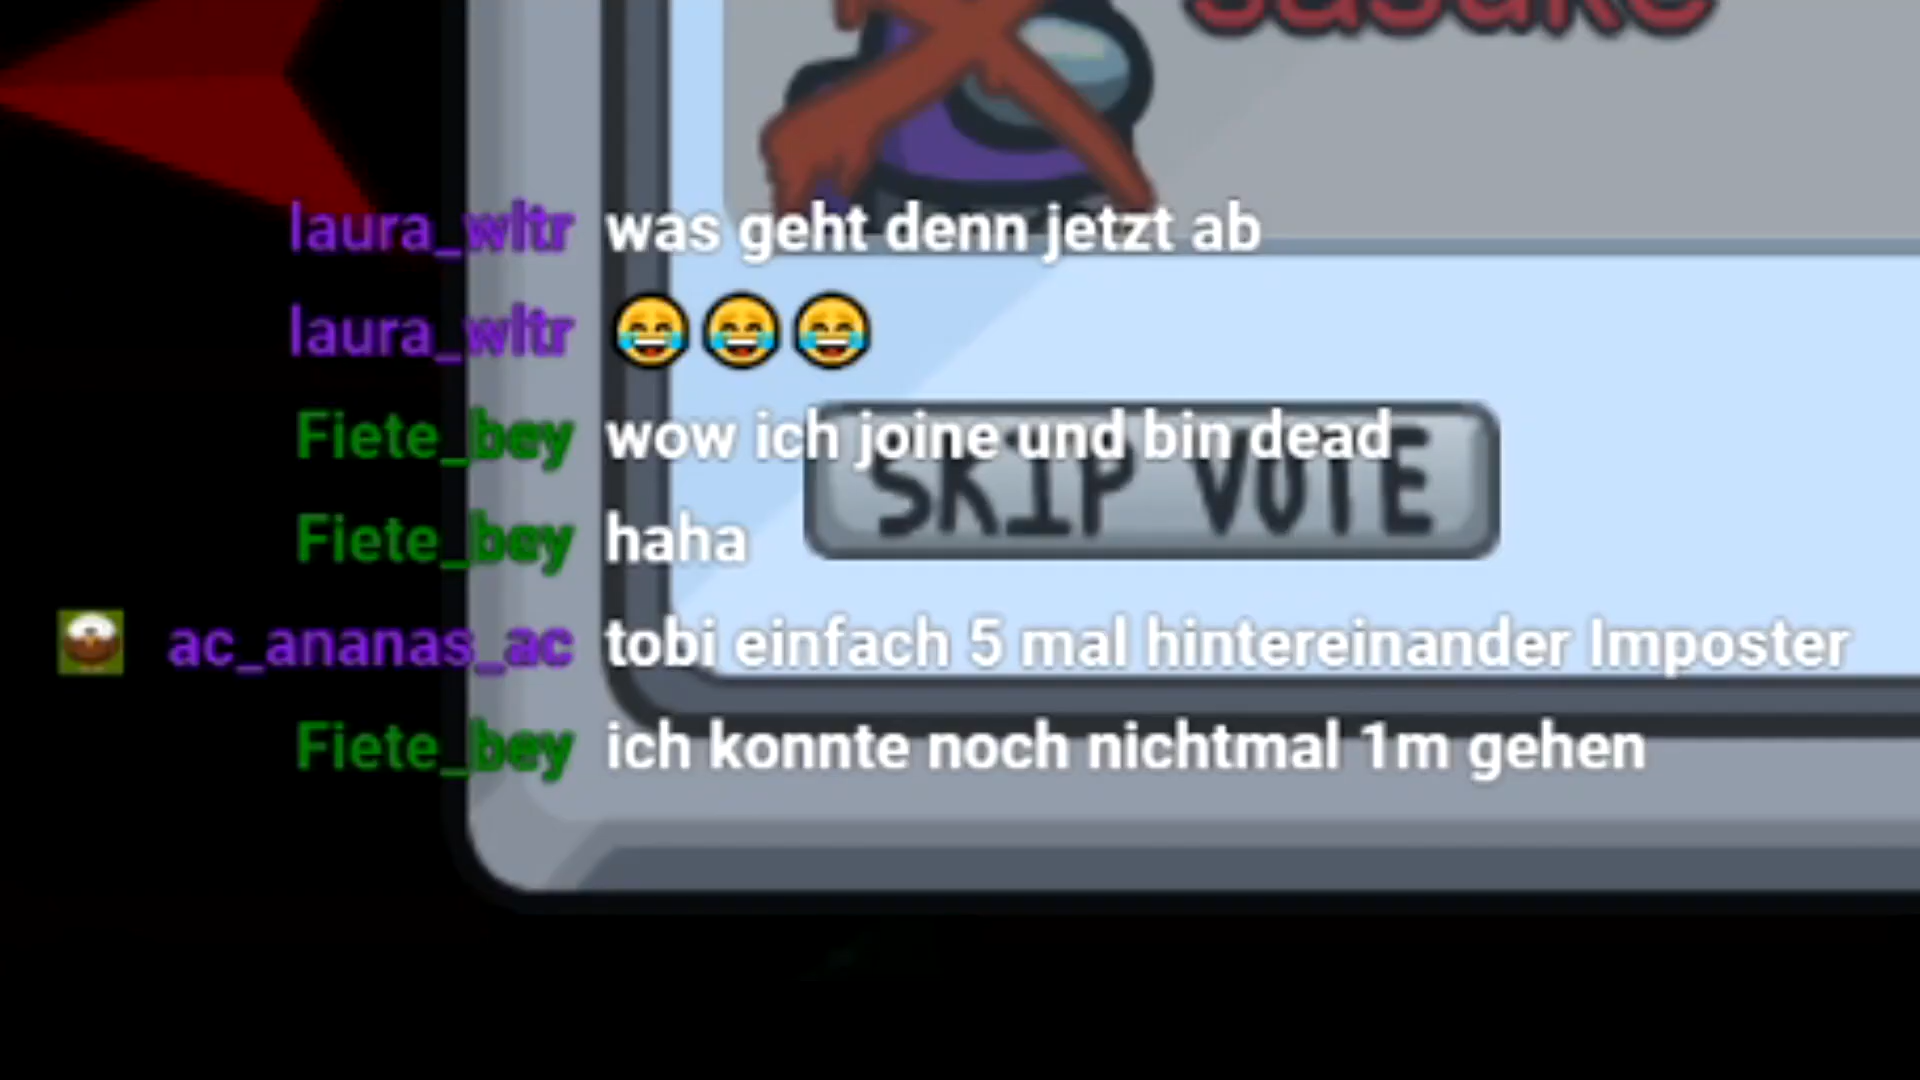 sasuke
laura_wltr was geht denn jetzt ab
laura_wltr 😂😂😂
Fiete_bey wow ich joine und bin dead
SKIP VOTE
Fiete_bey haha
ac_ananas_ac tobi einfach 5 mal hintereinander Imposter
Fiete_bey ich konnte noch nichtmal 1m gehen